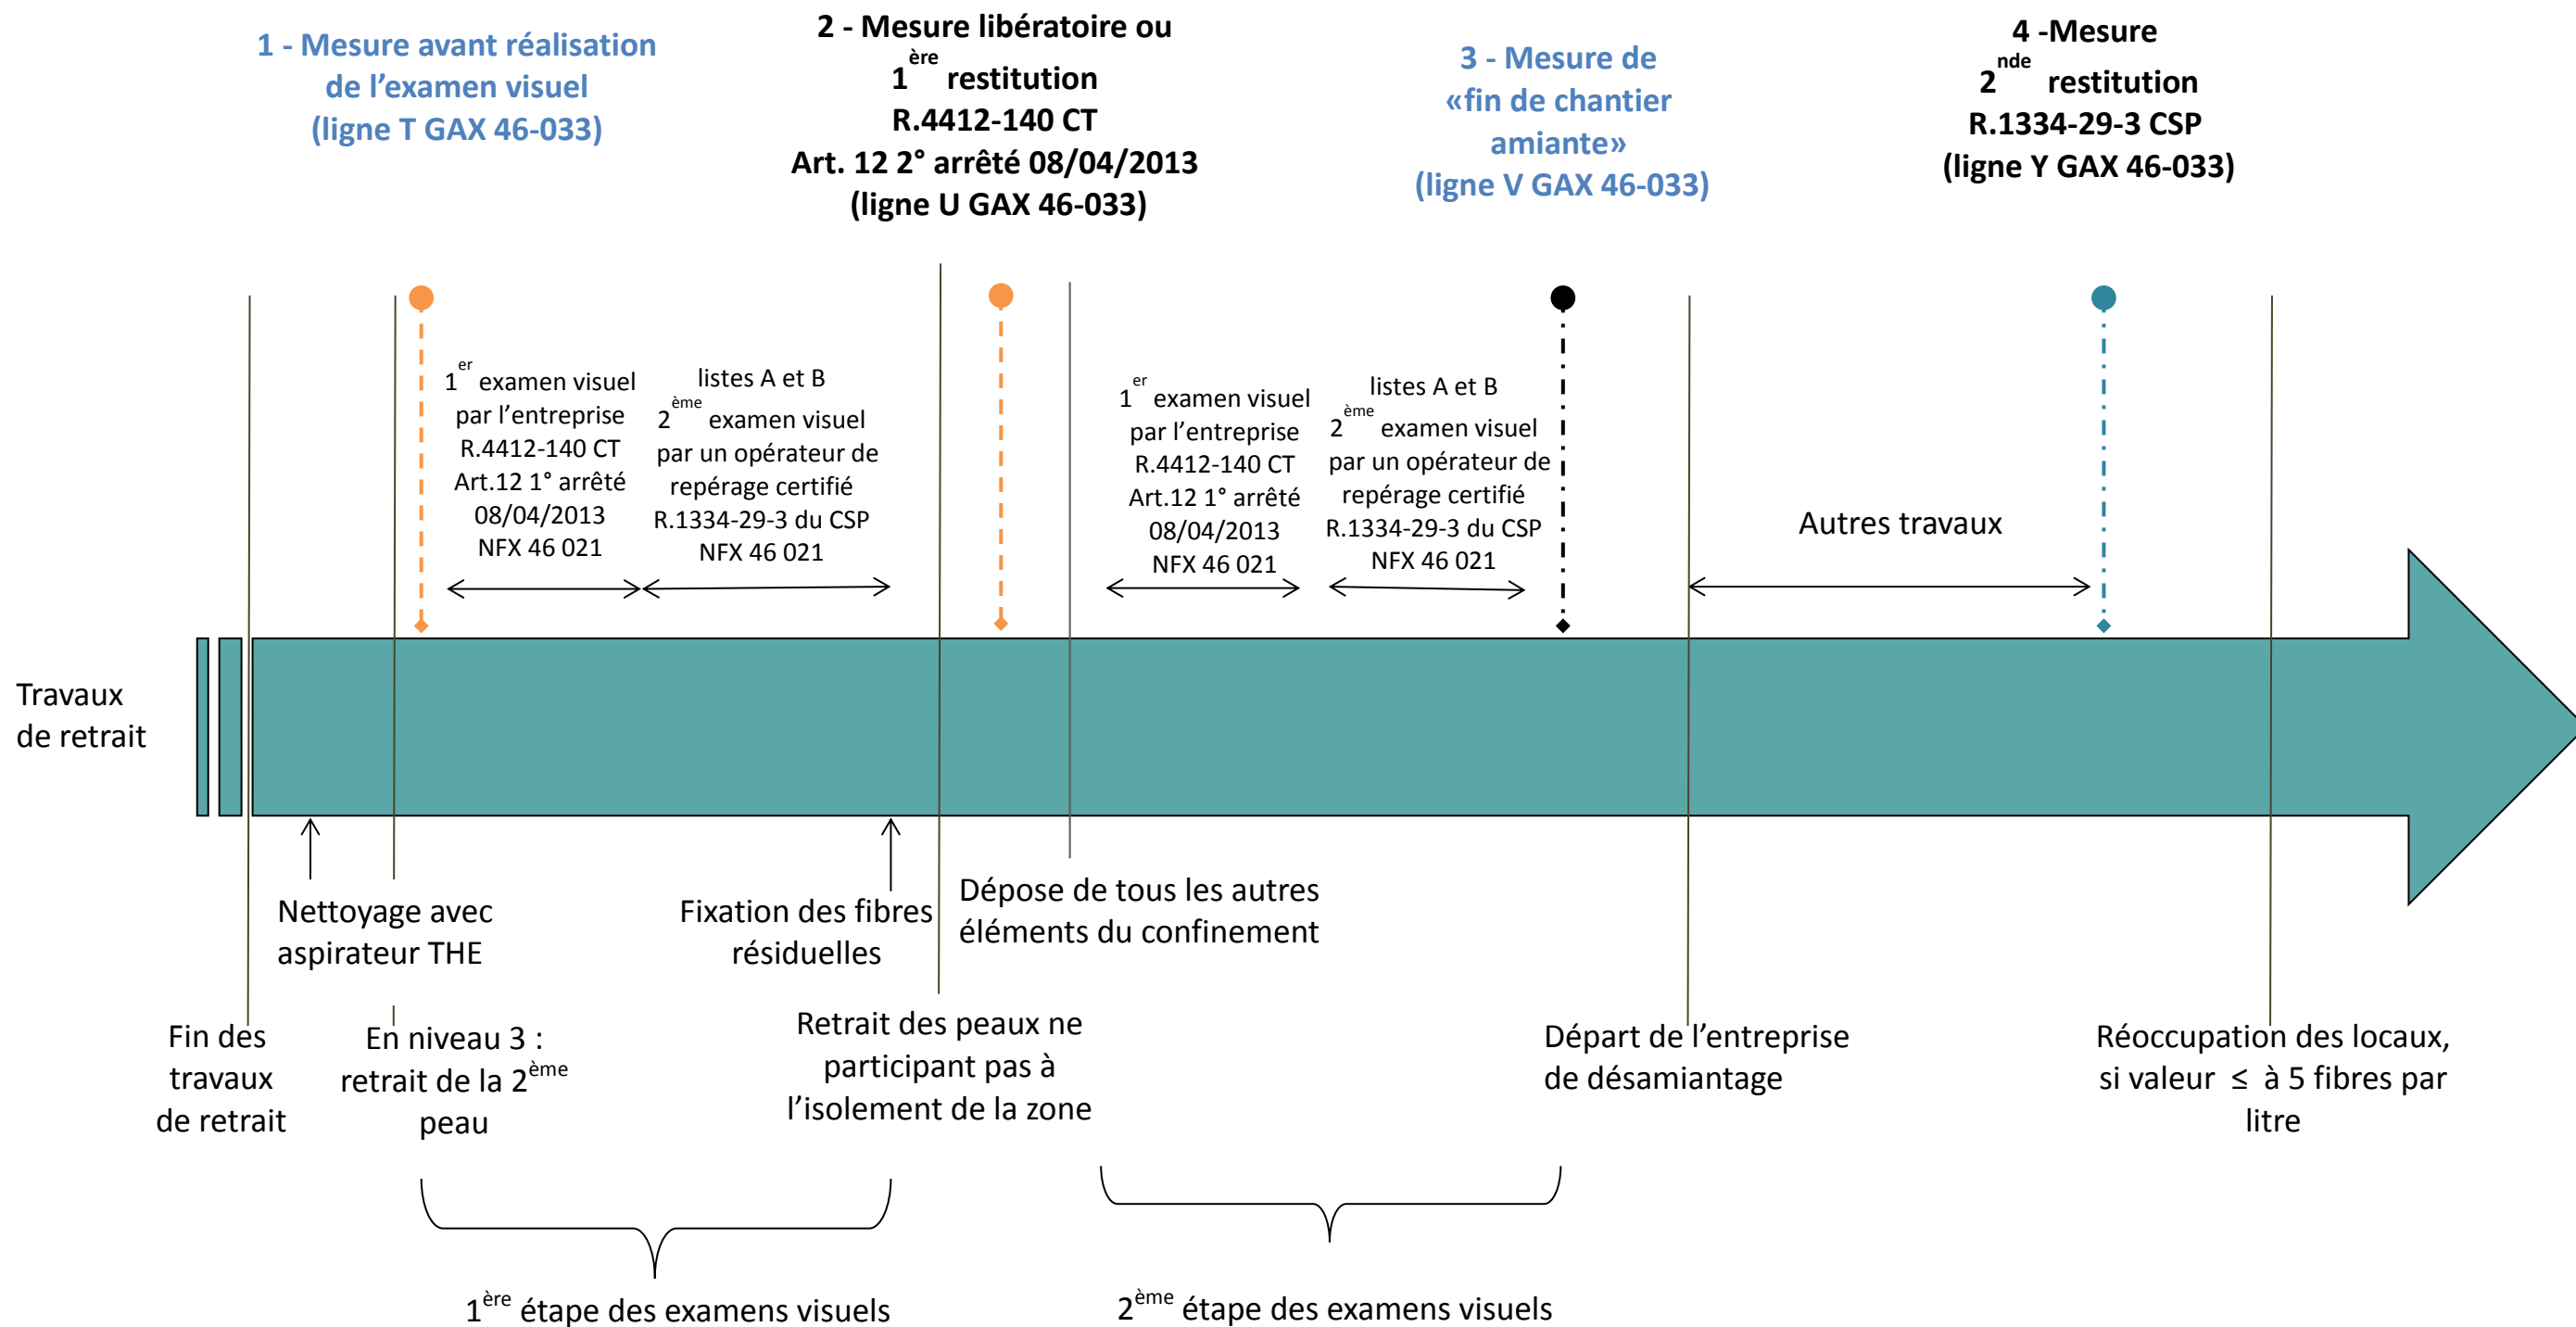 1 - Mesure avant réalisation
de l’examen visuel
(ligne T GAX 46-033)
2 - Mesure libératoire ou
1ère restitution
R.4412-140 CT
Art. 12 2° arrêté 08/04/2013
(ligne U GAX 46-033)
3 - Mesure de
«fin de chantier
amiante»
(ligne V GAX 46-033)
4 -Mesure
2nde restitution
R.1334-29-3 CSP
(ligne Y GAX 46-033)
1er examen visuel
par l’entreprise
R.4412-140 CT
Art.12 1° arrêté
08/04/2013
NFX 46 021
listes A et B
2ème examen visuel
par un opérateur de
repérage certifié
R.1334-29-3 du CSP
NFX 46 021
1er examen visuel
par l’entreprise
R.4412-140 CT
Art.12 1° arrêté
08/04/2013
NFX 46 021
listes A et B
2ème examen visuel
par un opérateur de
repérage certifié
R.1334-29-3 du CSP
NFX 46 021
Autres travaux
Travaux
de retrait
Nettoyage avec
aspirateur THE
Fixation des fibres
résiduelles
Dépose de tous les autres
éléments du confinement
Fin des
travaux
de retrait
En niveau 3 :
retrait de la 2ème
peau
Retrait des peaux ne
participant pas à
l’isolement de la zone
Départ de l’entreprise
de désamiantage
Réoccupation des locaux,
si valeur ≤ à 5 fibres par
litre
1ère étape des examens visuels
2ème étape des examens visuels